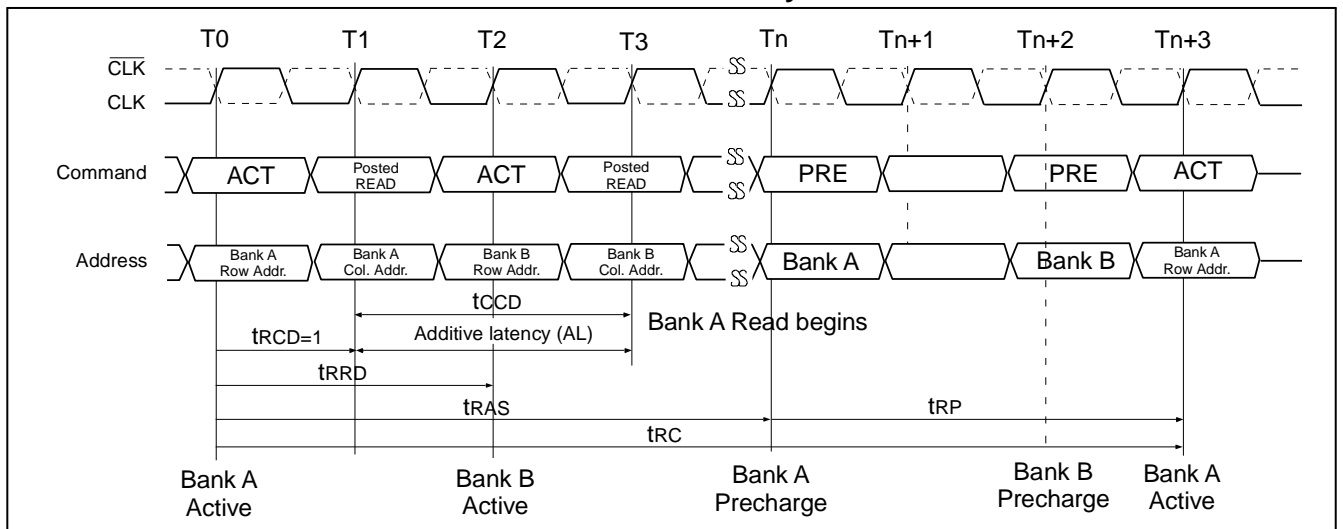 T0 T1 T2 T3 Tn Tn+1 Tn+2 Tn+3
CLK
CLK
Command ACT Posted READ ACT Posted READ PRE PRE ACT
Address Bank A Row Addr. Bank A Col. Addr. Bank B Row Addr. Bank B Col. Addr. Bank A Bank B Bank A Row Addr.
tCCD
Bank A Read begins
tRCD=1 Additive latency (AL)
tRRD
tRAS tRP
tRC
Bank A Active Bank B Active Bank A Precharge Bank B Precharge Bank A Active